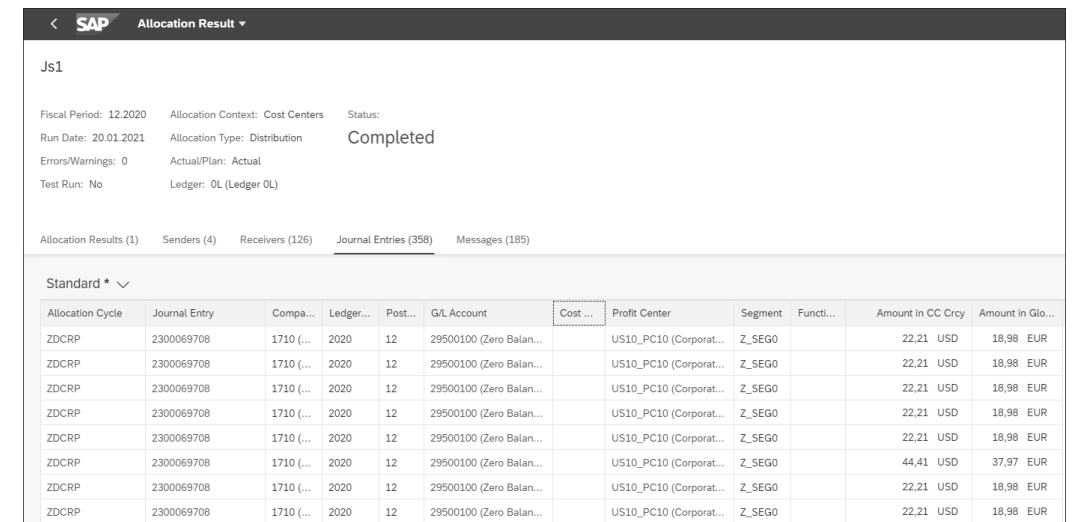 SAP Allocation Result
Js1
Fiscal Period: 12.2020 Allocation Context: Cost Centers Status:
Run Date: 20.01.2021 Allocation Type: Distribution Completed
Errors/Warnings: 0 Actual/Plan: Actual
Test Run: No Ledger: 0L (Ledger 0L)
Allocation Results (1) Senders (4) Receivers (126) Journal Entries (358) Messages (185)
Standard *
Allocation Cycle Journal Entry Compa... Ledger... Post... G/L Account Cost ... Profit Center Segment Functi... Amount in CC Crcy Amount in Glo...
ZDCRP 2300069708 1710 (... 2020 12 29500100 (Zero Balan... US10_PC10 (Corporat... Z_SEG0 22,21 USD 18,98 EUR
ZDCRP 2300069708 1710 (... 2020 12 29500100 (Zero Balan... US10_PC10 (Corporat... Z_SEG0 22,21 USD 18,98 EUR
ZDCRP 2300069708 1710 (... 2020 12 29500100 (Zero Balan... US10_PC10 (Corporat... Z_SEG0 22,21 USD 18,98 EUR
ZDCRP 2300069708 1710 (... 2020 12 29500100 (Zero Balan... US10_PC10 (Corporat... Z_SEG0 22,21 USD 18,98 EUR
ZDCRP 2300069708 1710 (... 2020 12 29500100 (Zero Balan... US10_PC10 (Corporat... Z_SEG0 22,21 USD 18,98 EUR
ZDCRP 2300069708 1710 (... 2020 12 29500100 (Zero Balan... US10_PC10 (Corporat... Z_SEG0 44,41 USD 37,97 EUR
ZDCRP 2300069708 1710 (... 2020 12 29500100 (Zero Balan... US10_PC10 (Corporat... Z_SEG0 22,21 USD 18,98 EUR
ZDCRP 2300069708 1710 (... 2020 12 29500100 (Zero Balan... US10_PC10 (Corporat... Z_SEG0 22,21 USD 18,98 EUR